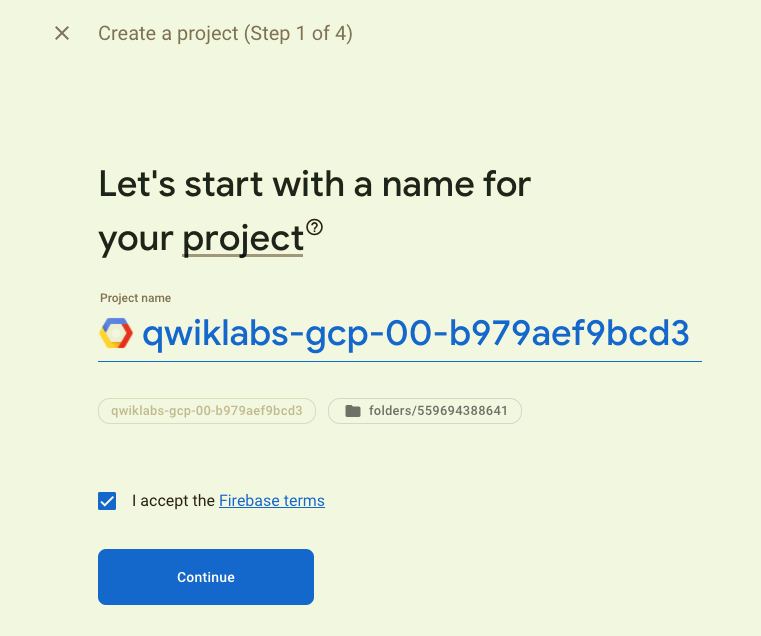 Create a project (Step 1 of 4)
Let's start with a name for
your project
Project name
qwiklabs-gcp-00-b979aef9bcd3
qwiklabs-gcp-00-b979aef9bcd3 folders/559694388641
I accept the Firebase terms
Continue